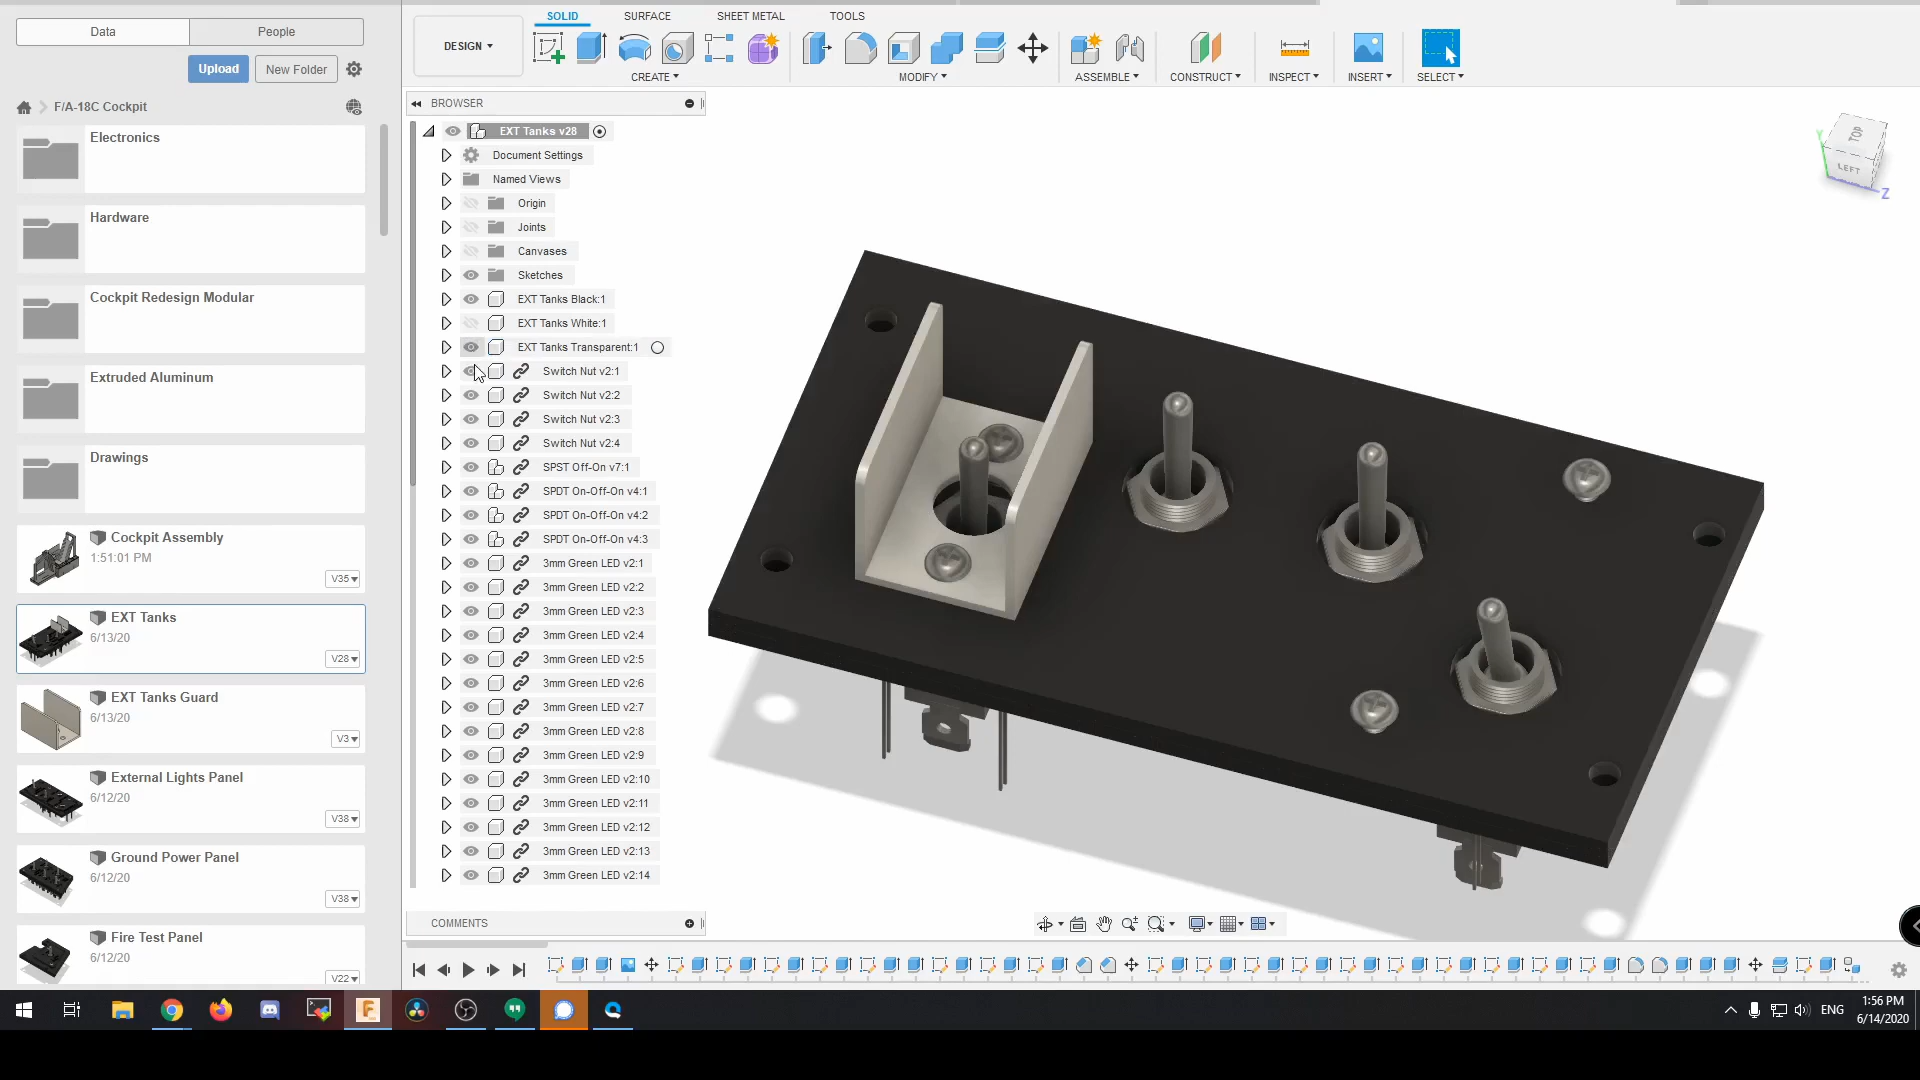 Data
People
Upload
New Folder
F/A-18C Cockpit
Electronics
Hardware
Cockpit Redesign Modular
Extruded Aluminum
Drawings
Cockpit Assembly
1:51:01 PM
V35
EXT Tanks
6/13/20
V28
EXT Tanks Guard
6/13/20
V3
External Lights Panel
6/12/20
V38
Ground Power Panel
6/12/20
V38
Fire Test Panel
6/12/20
V22
DESIGN
SOLID
SURFACE
SHEET METAL
TOOLS
CREATE
MODIFY
ASSEMBLE
CONSTRUCT
INSPECT
INSERT
SELECT
BROWSER
EXT Tanks v28
Document Settings
Named Views
Origin
Joints
Canvases
Sketches
EXT Tanks Black:1
EXT Tanks White:1
EXT Tanks Transparent:1
Switch Nut v2:1
Switch Nut v2:2
Switch Nut v2:3
Switch Nut v2:4
SPST Off-On v7:1
SPDT On-Off-On v4:1
SPDT On-Off-On v4:2
SPDT On-Off-On v4:3
3mm Green LED v2:1
3mm Green LED v2:2
3mm Green LED v2:3
3mm Green LED v2:4
3mm Green LED v2:5
3mm Green LED v2:6
3mm Green LED v2:7
3mm Green LED v2:8
3mm Green LED v2:9
3mm Green LED v2:10
3mm Green LED v2:11
3mm Green LED v2:12
3mm Green LED v2:13
3mm Green LED v2:14
COMMENTS
TOP
LEFT
Y
Z
ENG
1:56 PM
6/14/2020